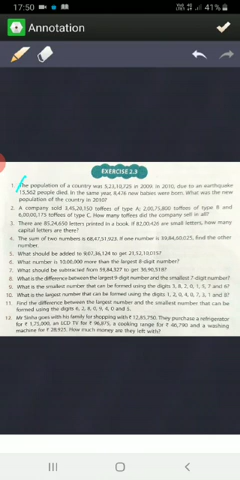 17:50
41%
Annotation
EXERCISE 2.3
1. The population of a country was 5,23,10,725 in 2009. In 2010, due to an earthquake
15,562 people died. In the same year, 8,436 new babies were born. What was the new
population of the country in 2010?
2. A company sold 3,45,20,350 toffees of type A; 2,00,75,800 toffees of type B and
6,00,00,175 toffees of type C. How many toffees did the company sell in all?
3. There are 85,24,650 letters printed in a book. If 82,00,428 are small letters, how many
capital letters are there?
4. The sum of two numbers is 68,47,31,923. If one number is 39,84,60,025, find the other
number.
5. What should be added to 9,07,36,124 to get 21,52,10,013?
6. What number is 10,00,000 more than the largest 8-digit number?
7. What should be subtracted from 59,84,327 to get 36,90,518?
8. What is the difference between the largest 9-digit number and the smallest 7-digit number?
9. What is the smallest number that can be formed using the digits 5, 8, 2, 0, 1, 3, 7 and 6?
10. What is the largest number that can be formed using the digits 1, 2, 0, 4, 0, 7, 3, 1 and 8?
11. Find the difference between the largest number and the smallest number that can be
formed using the digits 6, 2, 8, 0, 9, 4, 0 and 5.
12. Mr Sinha goes with his family for shopping with ₹ 12,85,750. They purchase a refrigerator
for ₹ 1,75,000, an LCD TV for ₹ 98,975, a cooking range for ₹ 46,790 and a washing
machine for ₹ 28,925. How much money are they left with?